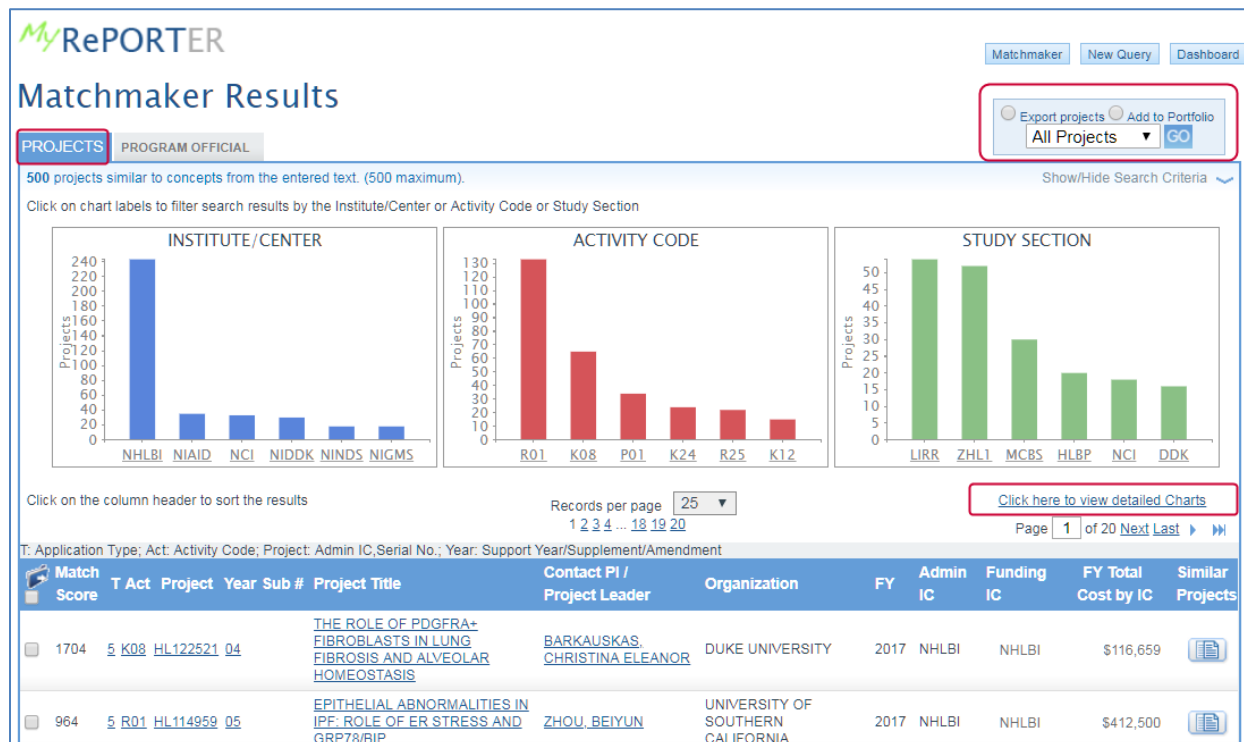 MyRePORTER
Matchmaker New Query Dashboard
Matchmaker Results
Export projects Add to Portfolio
All Projects GO
PROJECTS PROGRAM OFFICIAL
500 projects similar to concepts from the entered text. (500 maximum). Show/Hide Search Criteria
Click on chart labels to filter search results by the Institute/Center or Activity Code or Study Section
INSTITUTE/CENTER
240
220
200
180
160
140
120
100
80
60
40
20
0
Projects
NHLBI NIAID NCI NIDDK NINDS NIGMS
ACTIVITY CODE
130
120
110
100
90
80
70
60
50
40
30
20
10
0
Projects
R01 K08 P01 K24 R25 K12
STUDY SECTION
50
45
40
35
30
25
20
15
10
5
0
Projects
LIRR ZHL1 MCBS HLBP NCI DDK
Click on the column header to sort the results
Records per page 25
1 2 3 4 ... 18 19 20
Click here to view detailed Charts
Page 1 of 20 Next Last
T: Application Type; Act: Activity Code; Project: Admin IC,Serial No.; Year: Support Year/Supplement/Amendment
Match Score T Act Project Year Sub # Project Title Contact PI / Project Leader Organization FY Admin IC Funding IC FY Total Cost by IC Similar Projects
1704 5 K08 HL122521 04 THE ROLE OF PDGFRA+ FIBROBLASTS IN LUNG FIBROSIS AND ALVEOLAR HOMEOSTASIS BARKAUSKAS, CHRISTINA ELEANOR DUKE UNIVERSITY 2017 NHLBI NHLBI $116,659
964 5 R01 HL114959 05 EPITHELIAL ABNORMALITIES IN IPF: ROLE OF ER STRESS AND GRP78/BIP ZHOU, BEIYUN UNIVERSITY OF SOUTHERN CALIFORNIA 2017 NHLBI NHLBI $412,500